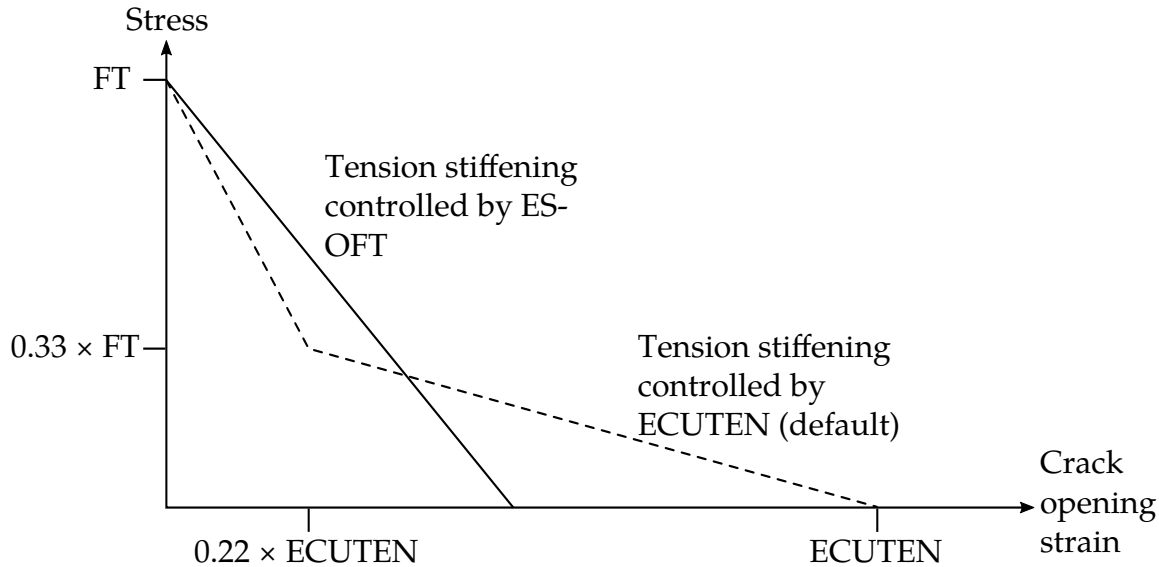 Stress
FT
Tension stiffening
controlled by ES-
OFT
0.33 × FT
Tension stiffening
controlled by
ECUTEN (default)
Crack
opening
strain
0.22 × ECUTEN
ECUTEN